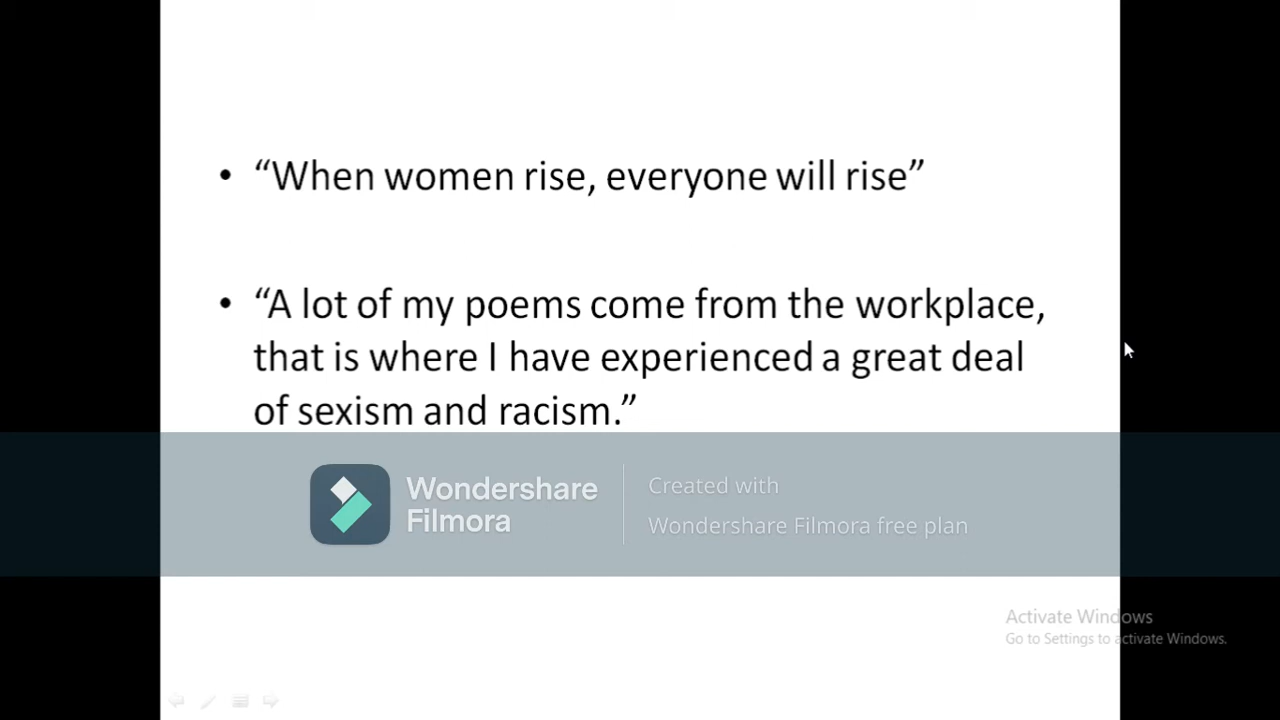 • “When women rise, everyone will rise”
• “A lot of my poems come from the workplace,
that is where I have experienced a great deal
of sexism and racism.”
Wondershare
Filmora
Created with
Wondershare Filmora free plan
Activate Windows
Go to Settings to activate Windows.